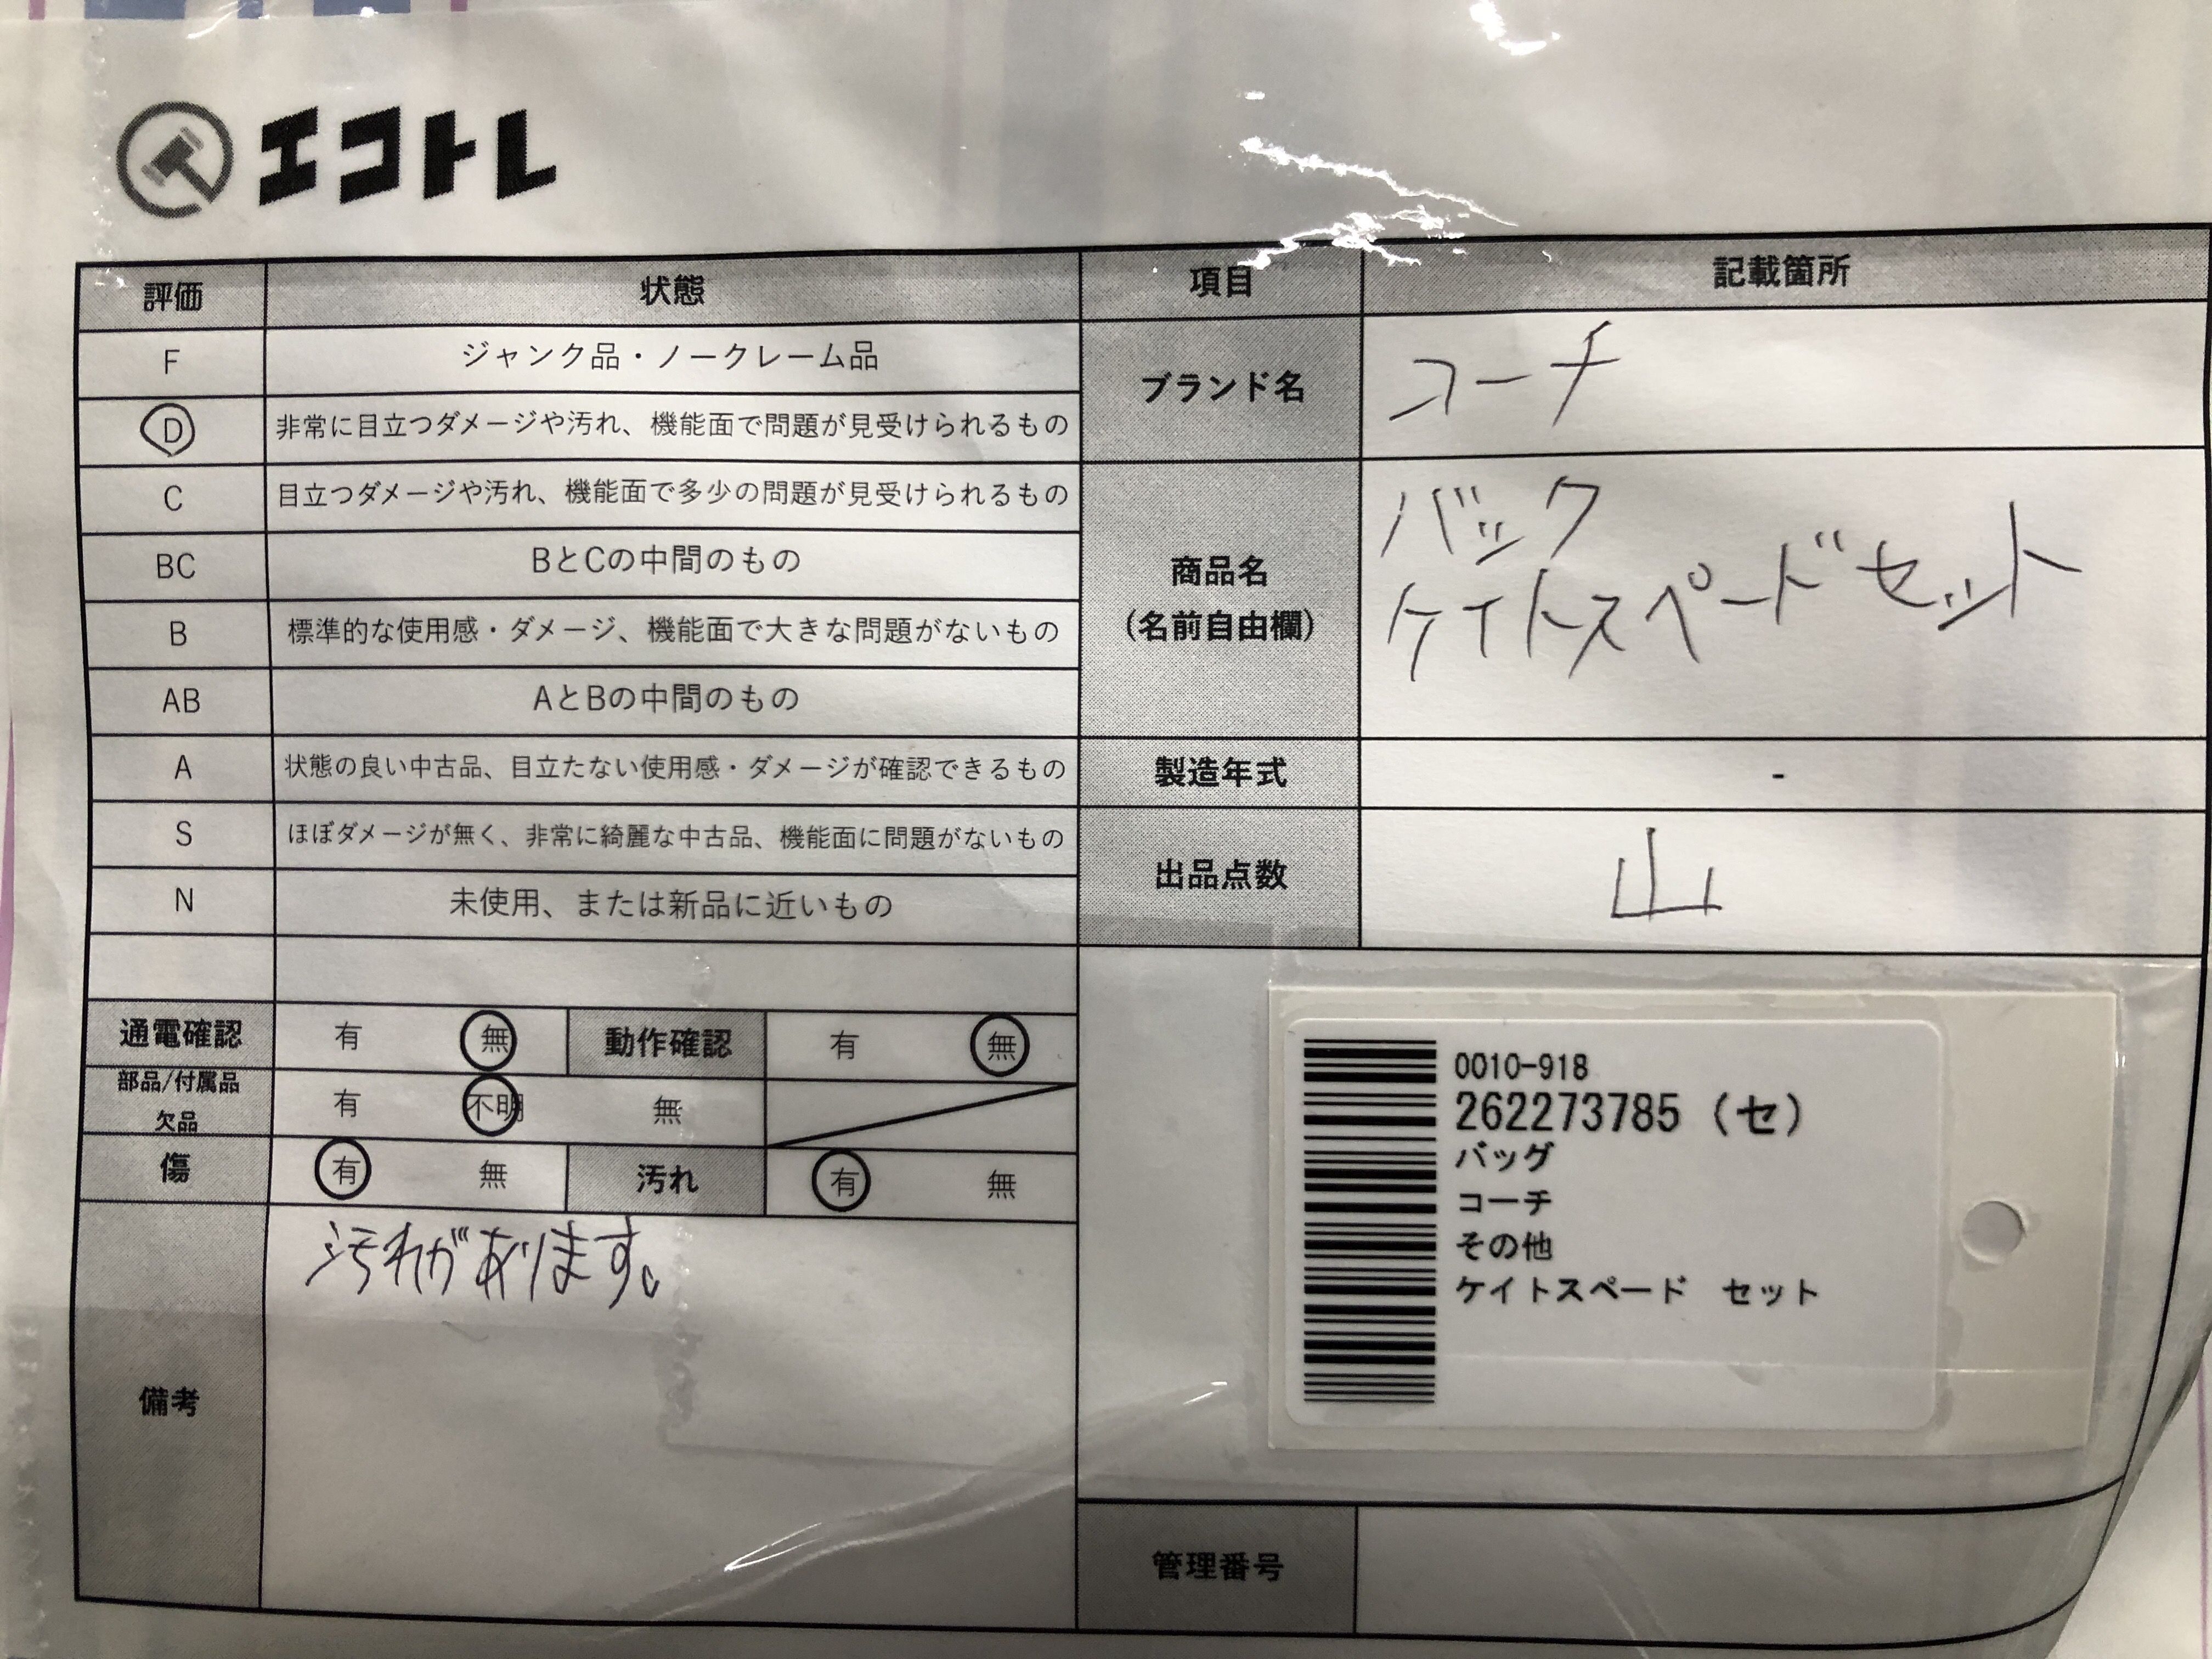 エコトレ
評価 状態 項目 記載箇所
F ジャンク品・ノークレーム品
D 非常に目立つダメージや汚れ、機能面で問題が見受けられるもの
C 目立つダメージや汚れ、機能面で多少の問題が見受けられるもの
BC BとCの中間のもの
B 標準的な使用感・ダメージ、機能面で大きな問題がないもの
AB AとBの中間のもの
A 状態の良い中古品、目立たない使用感・ダメージが確認できるもの
S ほぼダメージが無く、非常に綺麗な中古品、機能面に問題がないもの
N 未使用、または新品に近いもの
ブランド名 コーチ
商品名
(名前自由欄)
バック
ケイトスペードセット
製造年式 -
出品点数 山
通電確認 有 無 動作確認 有 無
部品/付属品
欠品
有 不明 無
傷 有 無 汚れ 有 無
備考 汚れがあります。
0010-918
262273785 (セ)
バッグ
コーチ
その他
ケイトスペード セット
管理番号